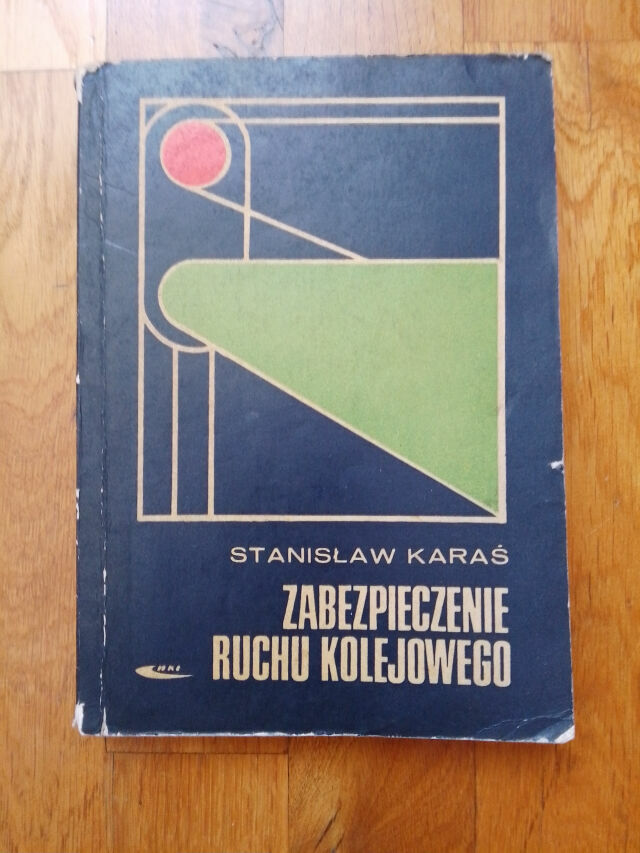 STANISŁAW KARAŚ
ZABEZPIECZENIE
RUCHU KOLEJOWEGO